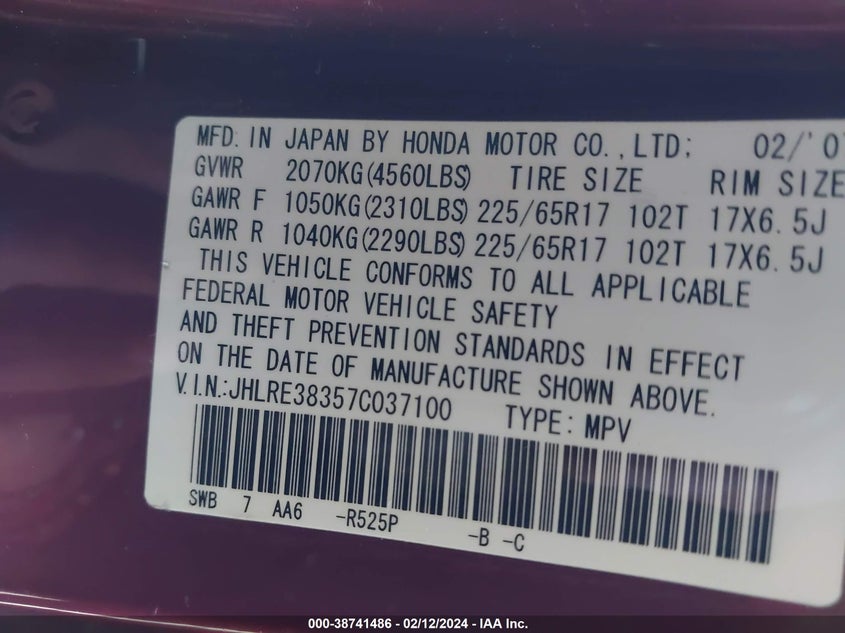 MFD. IN JAPAN BY HONDA MOTOR CO.,LTD: 02/'07
GVWR 2070KG(4560LBS) TIRE SIZE RIM SIZE
GAWR F 1050KG(2310LBS) 225/65R17 102T 17X6.5J
GAWR R 1040KG(2290LBS) 225/65R17 102T 17X6.5J
THIS VEHICLE CONFORMS TO ALL APPLICABLE
FEDERAL MOTOR VEHICLE SAFETY
AND THEFT PREVENTION STANDARDS IN EFFECT
ON THE DATE OF MANUFACTURE SHOWN ABOVE.
V.I.N.:JHLRE38357C037100 TYPE: MPV
SWB 7 AA6 -R525P -B -C
000-38741486 - 02/12/2024 - IAA Inc.